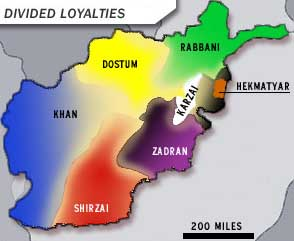 DIVIDED LOYALTIES
RABBANI
DOSTUM
HEKMATYAR
KARZAI
KHAN
ZADRAN
SHIRZAI
200 MILES